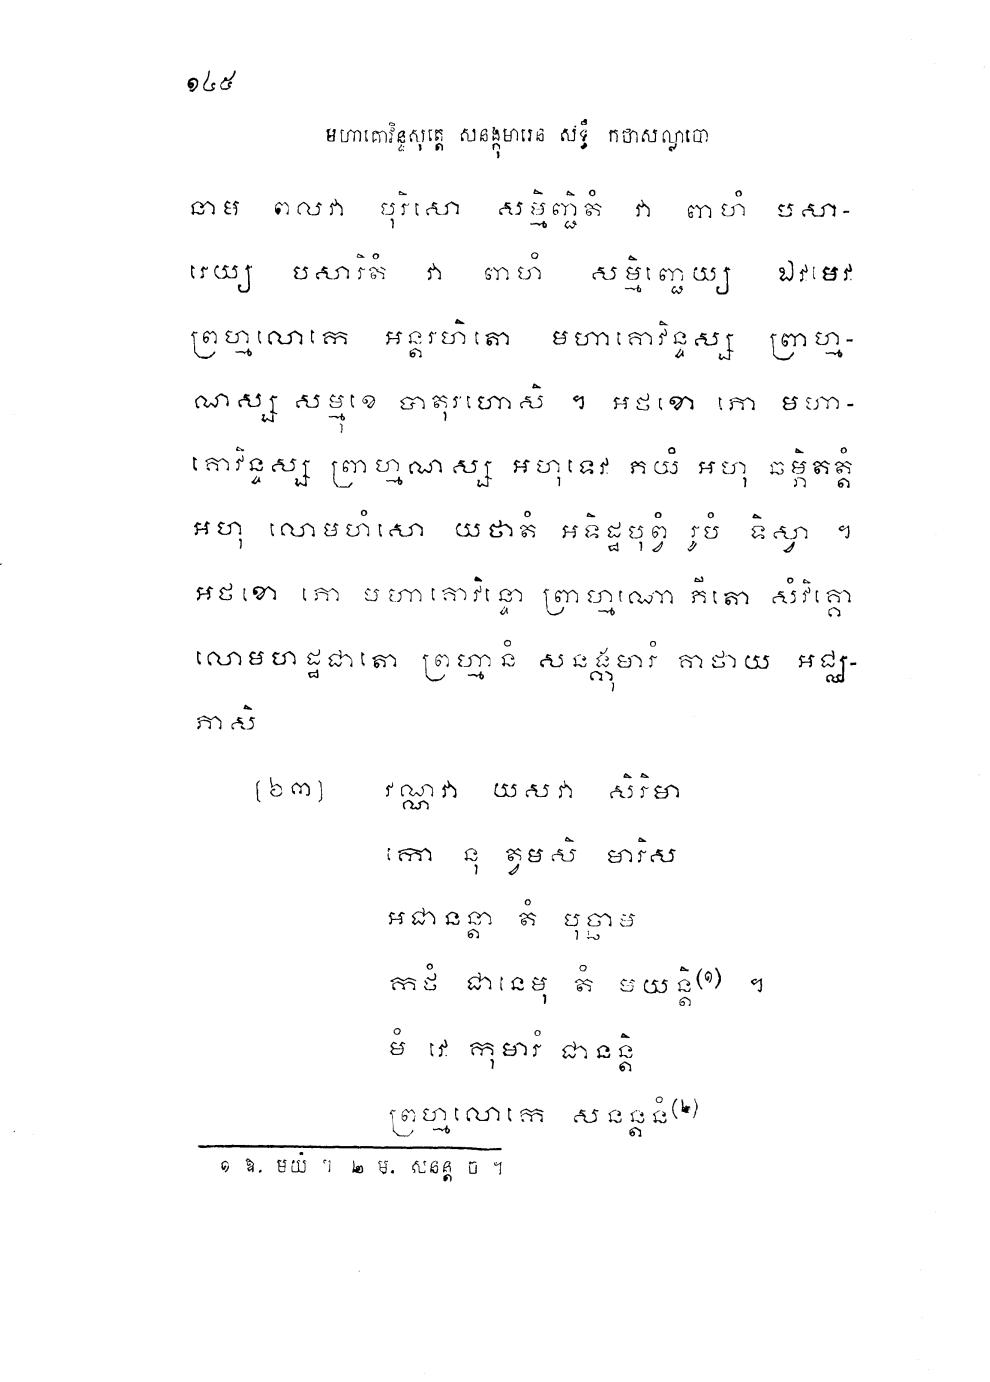 ១៤៥
មហាគោវិន្ទសុត្តេ សនង្កុមារេន សទ្ធឹ កថាសល្លាបោ
នាម ពលវា បុរិសោ សម្មិញ្ជិតំ វា ពាហំ បសា-
រេយ្យ បសារិតំ វា ពាហំ សម្មិញ្ជេយ្យ ឯវមេវ
ព្រហ្មលោកេ អន្តរហិតោ មហាគោវិន្ទស្ស ព្រាហ្ម-
ណស្ស សម្មុខេ បាតុរហោសិ ។ អថខោ ភោ មហា-
គោវិន្ទស្ស ព្រាហ្មណស្ស អហុទេវ ភយំ អហុ ឆម្ភិតត្តំ
អហុ លោមហំសោ យថាតំ អទិដ្ឋបុព្វំ រូបំ ទិស្វា ។
អថខោ ភោ មហាគោវិន្ទោ ព្រាហ្មណោ ភីតោ សំវិគ្គោ
លោមហដ្ឋជាតោ ព្រហ្មានំ សនង្កុមារំ គាថាយ អជ្ឈ-
ភាសិ
(៦៣) វណ្ណវា យសវា សិរិមា
កោ នុ ត្វមសិ មារិស
អជានន្តា តំ បុច្ឆាម
កថំ ជានេមុ តំ មយន្តិ(១) ។
មំ វេ កុមារំ ជានន្តិ
ព្រហ្មលោកេ សនន្តនំ(២)
១ ឱ. មយំ ។ ២ ម. សនន្ត ច ។